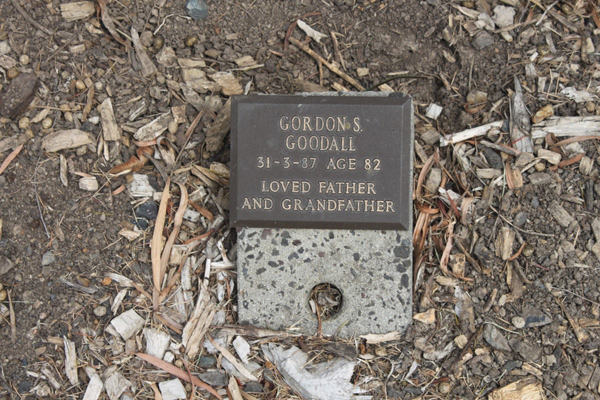 GORDON S.
GOODALL
31-3-87 AGE 82
LOVED FATHER
AND GRANDFATHER